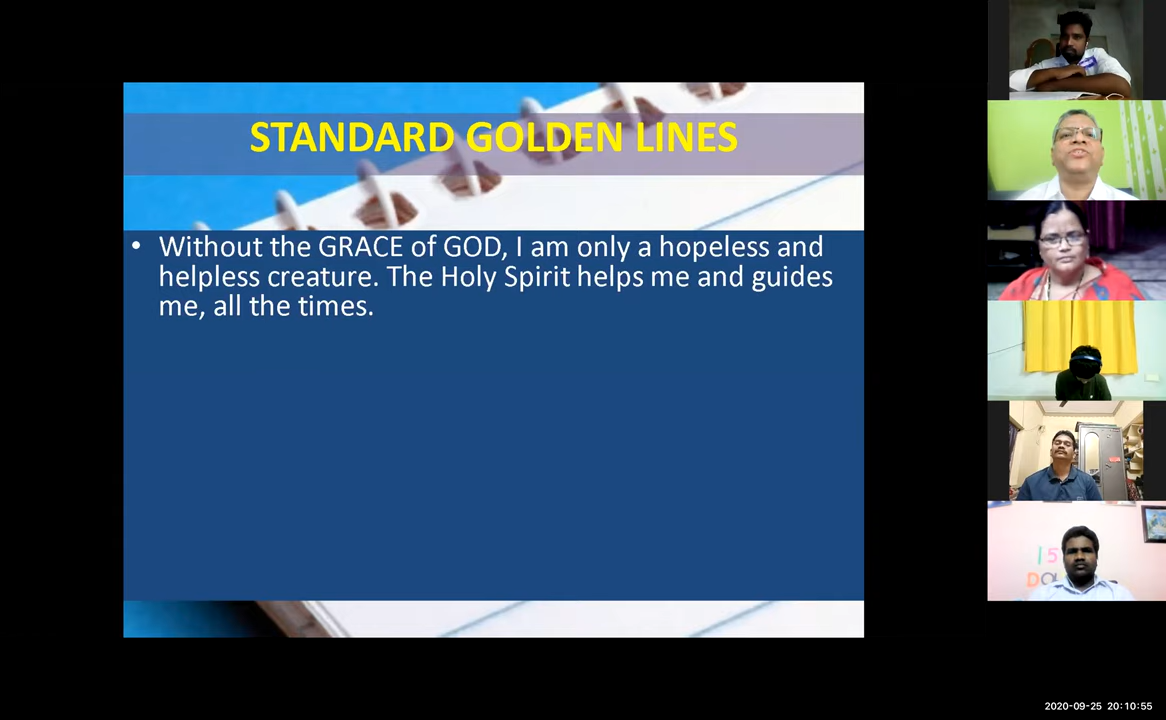 STANDARD GOLDEN LINES
• Without the GRACE of GOD, I am only a hopeless and
helpless creature. The Holy Spirit helps me and guides
me, all the times.
15
2020-09-25 20:10:55